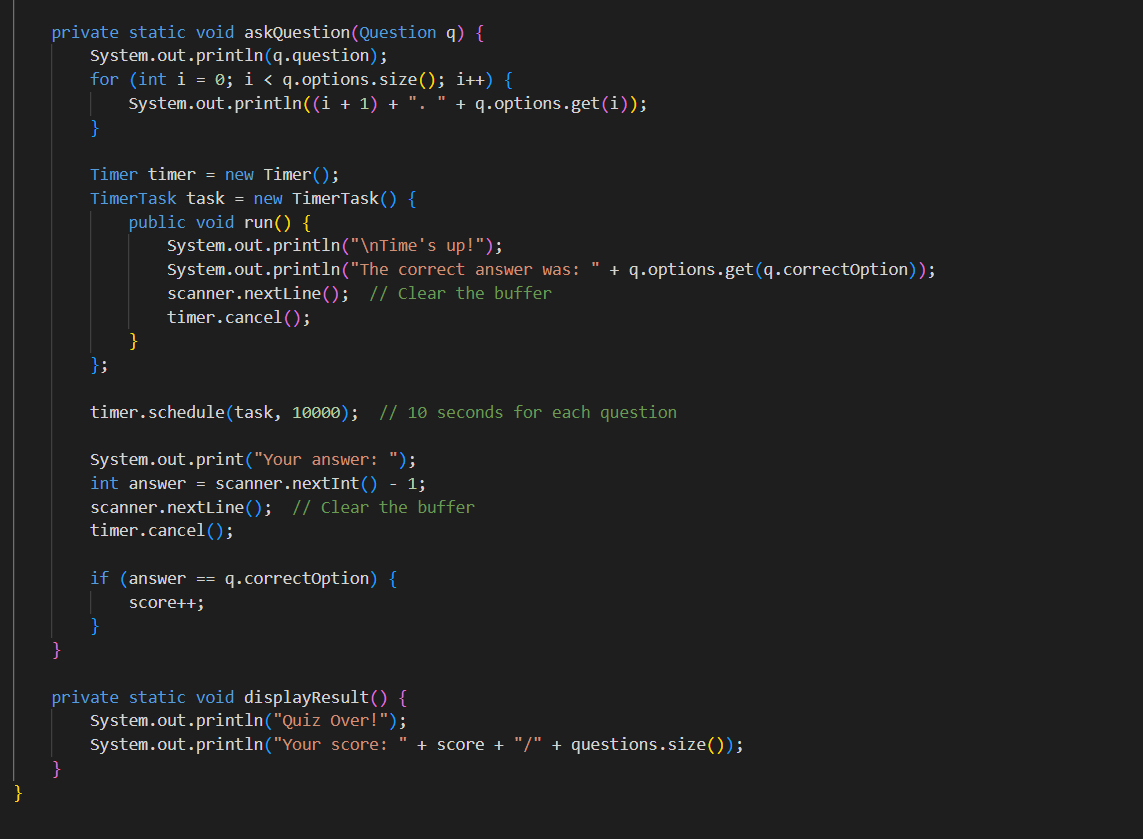 private static void askQuestion(Question q) {
System.out.println(q.question);
for (int i = 0; i < q.options.size(); i++) {
System.out.println((i + 1) + ". " + q.options.get(i));
}
Timer timer = new Timer();
TimerTask task = new TimerTask() {
public void run() {
System.out.println("\nTime's up!");
System.out.println("The correct answer was: " + q.options.get(q.correctOption));
scanner.nextLine();  // Clear the buffer
timer.cancel();
}
};
timer.schedule(task, 10000);  // 10 seconds for each question
System.out.print("Your answer: ");
int answer = scanner.nextInt() - 1;
scanner.nextLine();  // Clear the buffer
timer.cancel();
if (answer == q.correctOption) {
score++;
}
}
private static void displayResult() {
System.out.println("Quiz Over!");
System.out.println("Your score: " + score + "/" + questions.size());
}
}